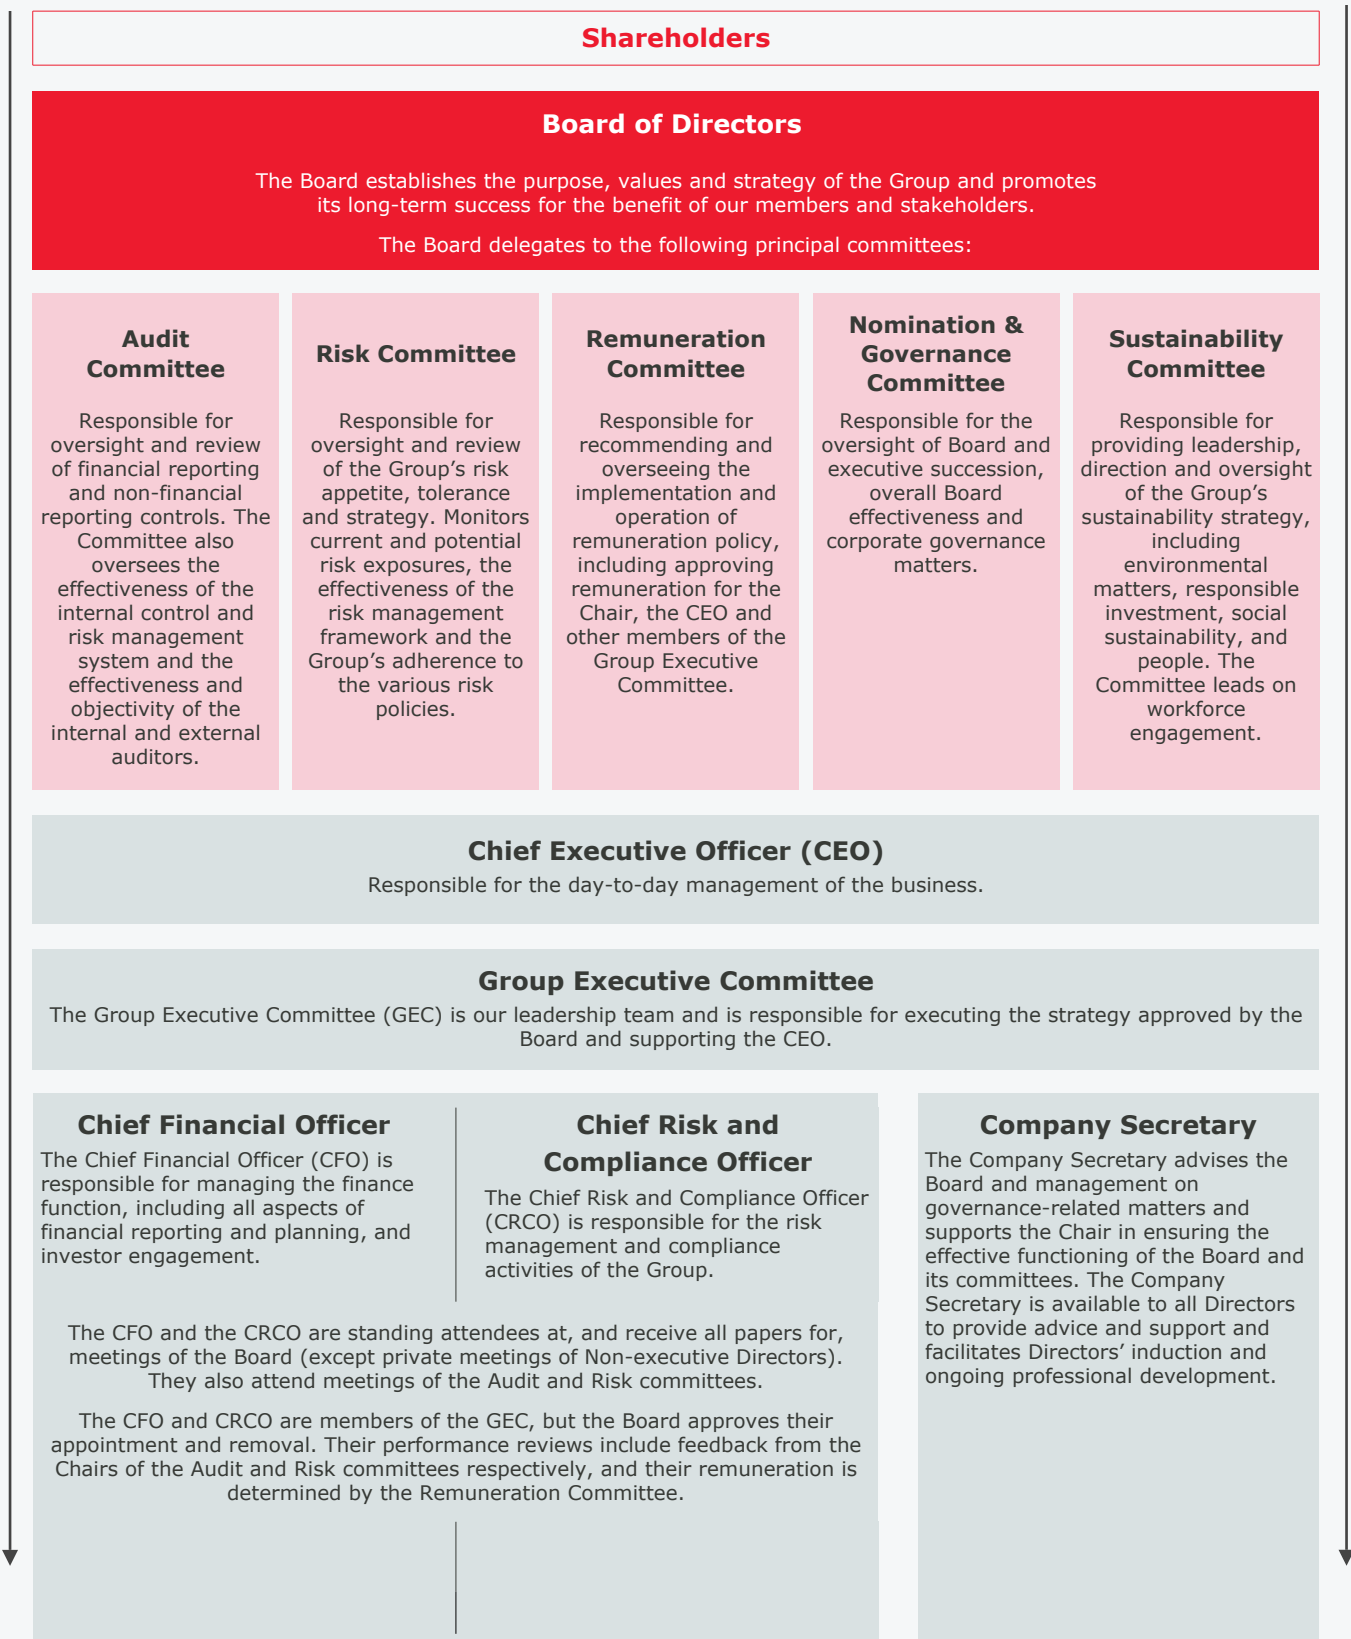 Shareholders
Board of Directors
The Board establishes the purpose, values and strategy of the Group and promotes
its long-term success for the benefit of our members and stakeholders.
The Board delegates to the following principal committees:
Audit
Committee
Responsible for
oversight and review
of financial reporting
and non-financial
reporting controls. The
Committee also
oversees the
effectiveness of the
internal control and
risk management
system and the
effectiveness and
objectivity of the
internal and external
auditors.
Risk Committee
Responsible for
oversight and review
of the Group’s risk
appetite, tolerance
and strategy. Monitors
current and potential
risk exposures, the
effectiveness of the
risk management
framework and the
Group’s adherence to
the various risk
policies.
Remuneration
Committee
Responsible for
recommending and
overseeing the
implementation and
operation of
remuneration policy,
including approving
remuneration for the
Chair, the CEO and
other members of the
Group Executive
Committee.
Nomination &
Governance
Committee
Responsible for the
oversight of Board and
executive succession,
overall Board
effectiveness and
corporate governance
matters.
Sustainability
Committee
Responsible for
providing leadership,
direction and oversight
of the Group’s
sustainability strategy,
including
environmental
matters, responsible
investment, social
sustainability, and
people. The
Committee leads on
workforce
engagement.
Chief Executive Officer (CEO)
Responsible for the day-to-day management of the business.
Group Executive Committee
The Group Executive Committee (GEC) is our leadership team and is responsible for executing the strategy approved by the
Board and supporting the CEO.
Chief Financial Officer
The Chief Financial Officer (CFO) is
responsible for managing the finance
function, including all aspects of
financial reporting and planning, and
investor engagement.
Chief Risk and
Compliance Officer
The Chief Risk and Compliance Officer
(CRCO) is responsible for the risk
management and compliance
activities of the Group.
The CFO and the CRCO are standing attendees at, and receive all papers for,
meetings of the Board (except private meetings of Non-executive Directors).
They also attend meetings of the Audit and Risk committees.
The CFO and CRCO are members of the GEC, but the Board approves their
appointment and removal. Their performance reviews include feedback from the
Chairs of the Audit and Risk committees respectively, and their remuneration is
determined by the Remuneration Committee.
Company Secretary
The Company Secretary advises the
Board and management on
governance-related matters and
supports the Chair in ensuring the
effective functioning of the Board and
its committees. The Company
Secretary is available to all Directors
to provide advice and support and
facilitates Directors’ induction and
ongoing professional development.